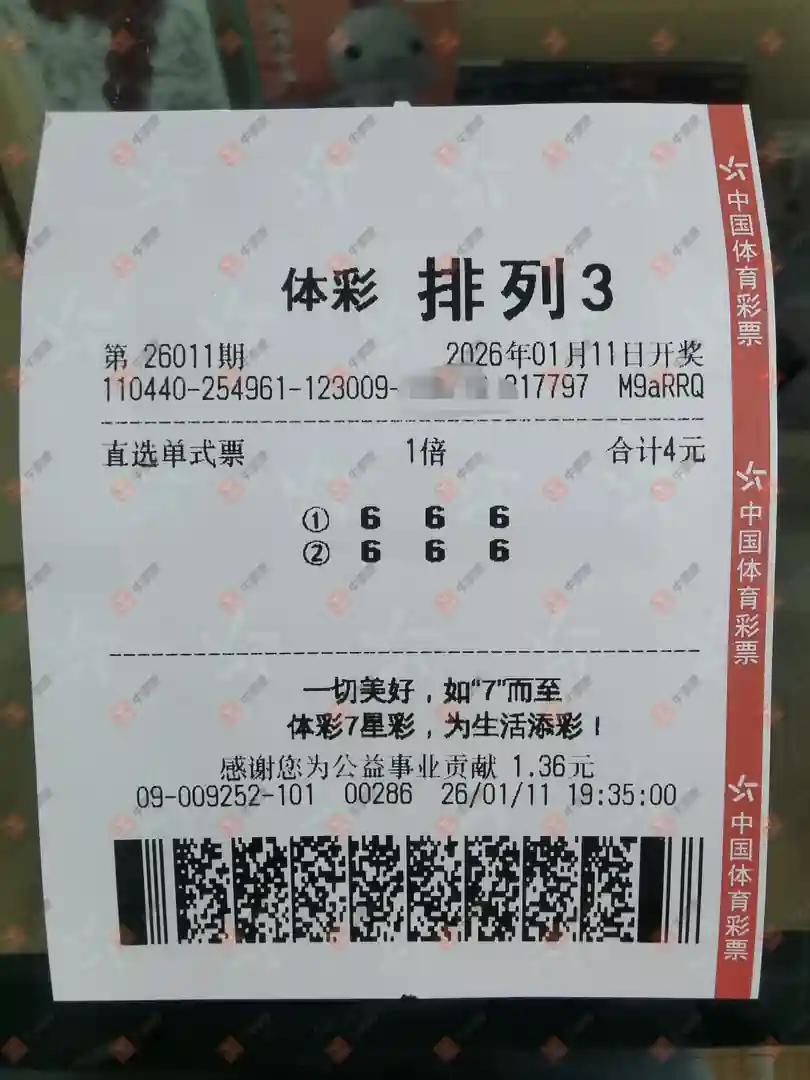 体彩 排列3
第 26011期 2026年01月11日开奖
110440-254961-123009- 817797 M9aRRQ
直选单式票 1倍 合计4元
① 6 6 6
② 6 6 6
一切美好，如“7”而至
体彩7星彩，为生活添彩！
感谢您为公益事业贡献 1.36元
09-009252-101 00286 26/01/11 19:35:00
中国体育彩票
中国体育彩票
中国体育彩票